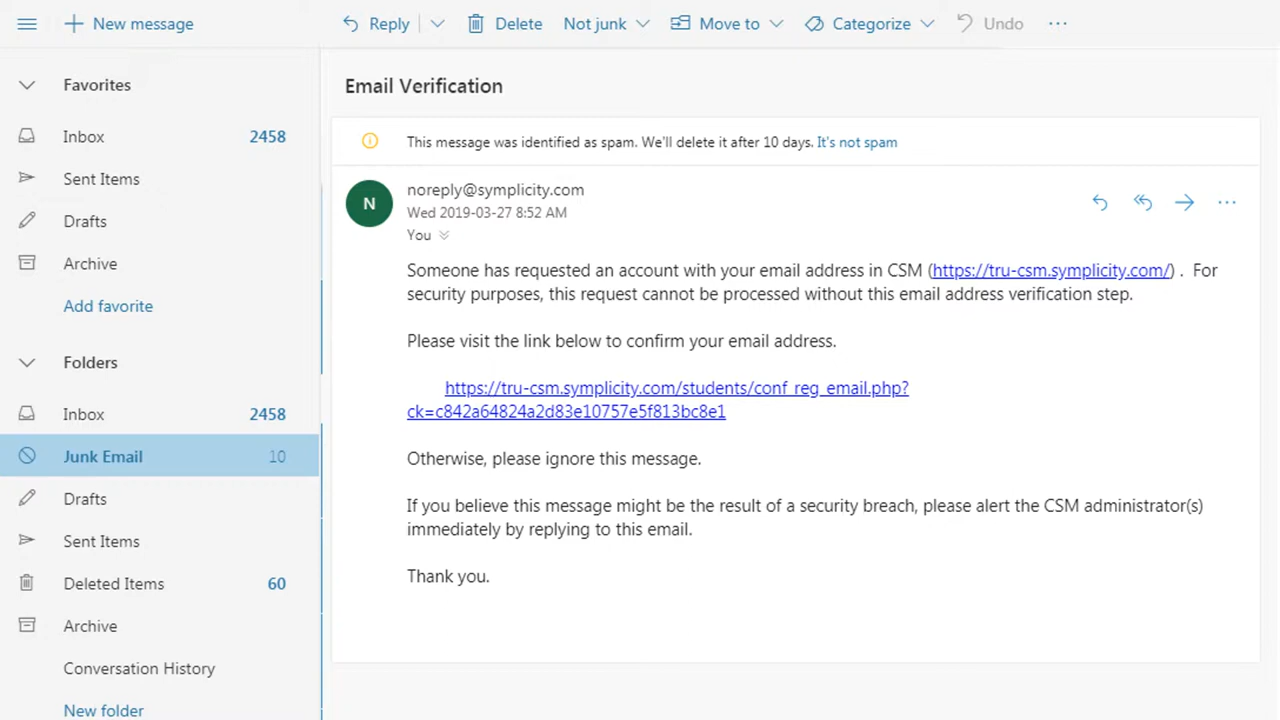 New message
Reply
Delete
Not junk
Move to
Categorize
Undo
Favorites
Inbox 2458
Sent Items
Drafts
Archive
Add favorite
Folders
Inbox 2458
Junk Email 10
Drafts
Sent Items
Deleted Items 60
Archive
Conversation History
New folder
Email Verification
This message was identified as spam. We'll delete it after 10 days. It's not spam
N
noreply@symplicity.com
Wed 2019-03-27 8:52 AM
You
Someone has requested an account with your email address in CSM (https://tru-csm.symplicity.com/) . For
security purposes, this request cannot be processed without this email address verification step.
Please visit the link below to confirm your email address.
https://tru-csm.symplicity.com/students/conf_reg_email.php?
ck=c842a64824a2d83e10757e5f813bc8e1
Otherwise, please ignore this message.
If you believe this message might be the result of a security breach, please alert the CSM administrator(s)
immediately by replying to this email.
Thank you.